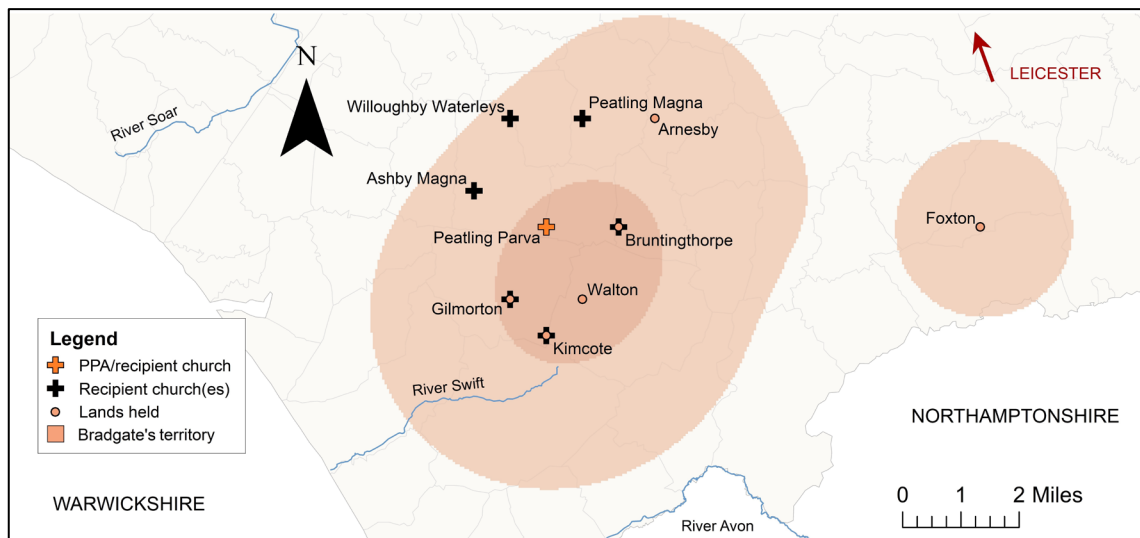 N
LEICESTER
River Soar
Willoughby Waterleys
Peatling Magna
Arnesby
Ashby Magna
Peatling Parva
Bruntingthorpe
Foxton
Gilmorton
Walton
Kimcote
River Swift
Legend
PPA/recipient church
Recipient church(es)
Lands held
Bradgate's territory
NORTHAMPTONSHIRE
WARWICKSHIRE
River Avon
0 1 2 Miles